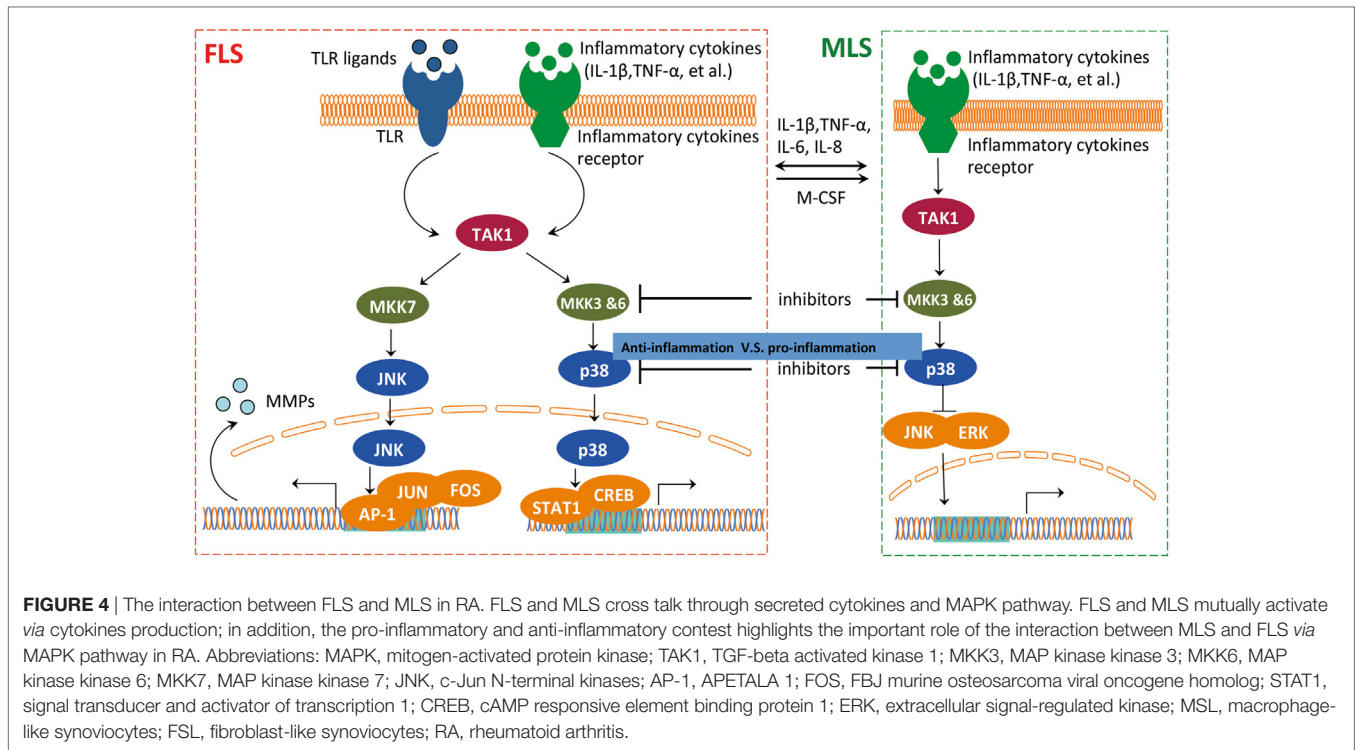 FLS
TLR ligands
Inflammatory cytokines
(IL-1β,TNF-α, et al.)
TLR
Inflammatory cytokines
receptor
TAK1
MKK7
MKK3 &6
JNK
p38
MMPs
JNK
p38
JUN
FOS
AP-1
CREB
STAT1
IL-1β,TNF-α,
IL-6, IL-8
M-CSF
inhibitors
Anti-inflammation V.S. pro-inflammation
inhibitors
MLS
Inflammatory cytokines
(IL-1β,TNF-α, et al.)
Inflammatory cytokines
receptor
TAK1
MKK3 &6
p38
JNK
ERK
FIGURE 4 | The interaction between FLS and MLS in RA. FLS and MLS cross talk through secreted cytokines and MAPK pathway. FLS and MLS mutually activate
via cytokines production; in addition, the pro-inflammatory and anti-inflammatory contest highlights the important role of the interaction between MLS and FLS via
MAPK pathway in RA. Abbreviations: MAPK, mitogen-activated protein kinase; TAK1, TGF-beta activated kinase 1; MKK3, MAP kinase kinase 3; MKK6, MAP
kinase kinase 6; MKK7, MAP kinase kinase 7; JNK, c-Jun N-terminal kinases; AP-1, APETALA 1; FOS, FBJ murine osteosarcoma viral oncogene homolog; STAT1,
signal transducer and activator of transcription 1; CREB, cAMP responsive element binding protein 1; ERK, extracellular signal-regulated kinase; MSL, macrophage-
like synoviocytes; FSL, fibroblast-like synoviocytes; RA, rheumatoid arthritis.